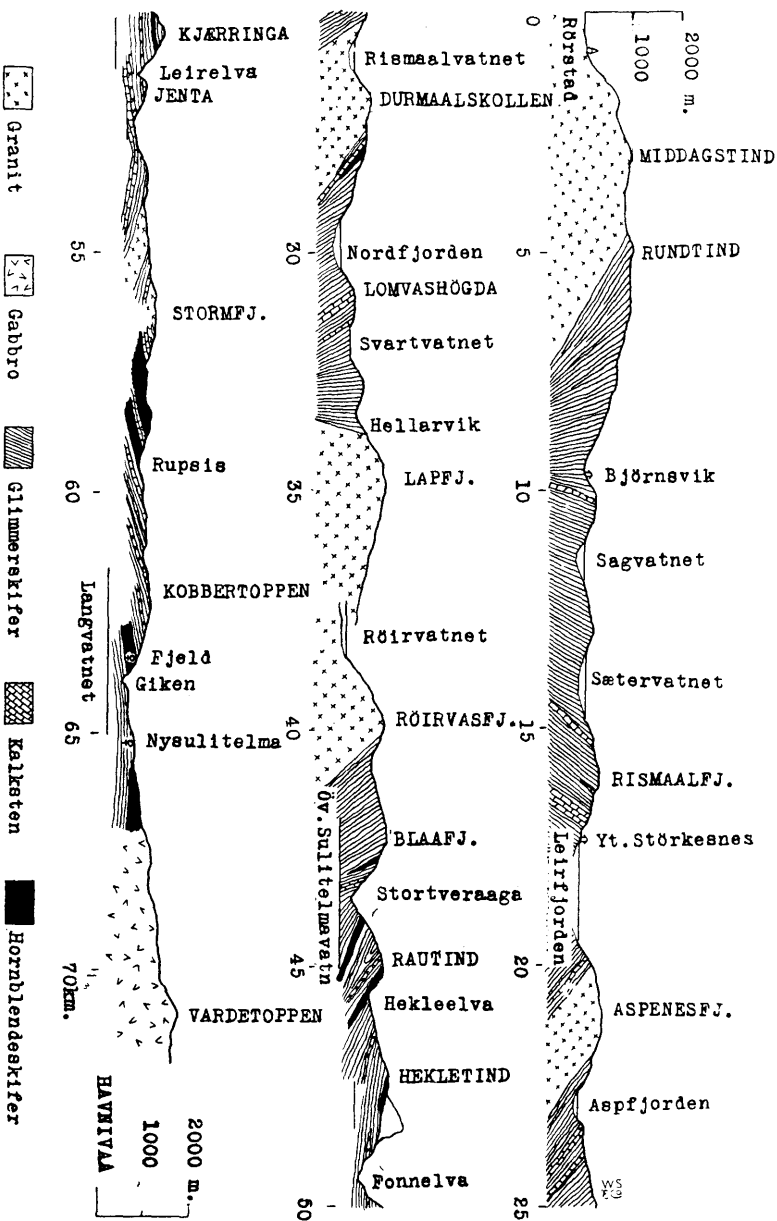 2000 m.
1000
0
Rörstad
A
MIDDAGSTIND
RUNDTIND
5
Björnsvik
10
Sagvatnet
Sætervatnet
15
RISMAALFJ.
Yt.Störkesnes
Leirfjorden
20
ASPENESFJ.
Aspfjorden
25
WS
Rismaalvatnet
DURMAALSKOLLEN
Nordfjorden
30
LOMVASHÖGDA
Svartvatnet
Hellarvik
LAPFJ.
35
Röirvatnet
RÖIRVASFJ.
40
BLAAFJ.
Öv.Sulitelmavatn
Stortveraaga
RAUTIND
45
Hekleelva
HEKLETIND
Fonnelva
50
KJÆRRINGA
Leirelva
JENTA
55
STORMFJ.
Rupsis
60
KOBBERTOPPEN
Langvatnet
Fjeld
Giken
65
Nysulitelma
70km.
VARDETOPPEN
2000 m.
1000
HAVNIVAA
Granit
Gabbro
Glimmerskifer
Kalksten
Hornblendeskifer